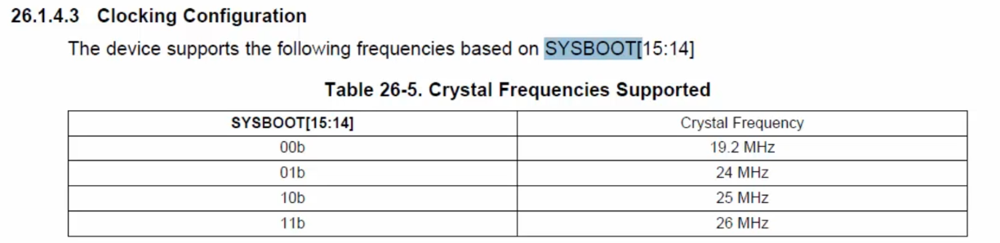 26.1.4.3 Clocking Configuration
The device supports the following frequencies based on SYSBOOT[15:14]
Table 26-5. Crystal Frequencies Supported
SYSBOOT[15:14] Crystal Frequency
00b 19.2 MHz
01b 24 MHz
10b 25 MHz
11b 26 MHz